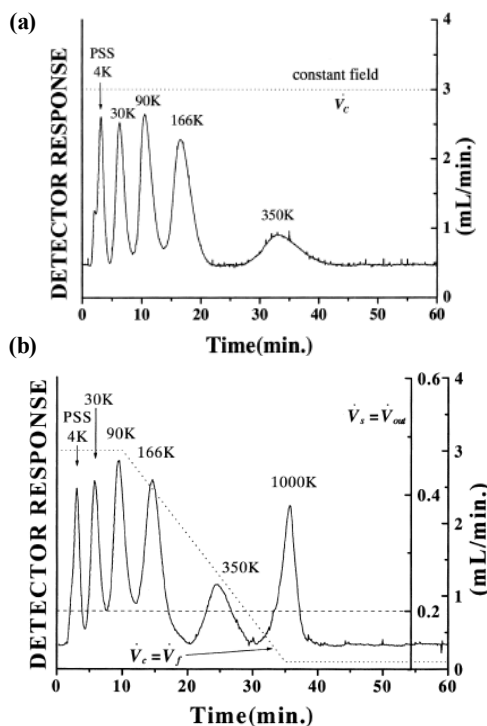 (a)
PSS
4K
30K
90K
166K
350K
constant field
V̇c
DETECTOR RESPONSE
(mL/min.)
4
3
2
1
0
0 10 20 30 40 50 60
Time(min.)
(b)
PSS
4K
30K
90K
166K
350K
1000K
V̇s = V̇out
V̇c = V̇f
DETECTOR RESPONSE
(mL/min.)
0.6
0.4
0.2
0
3
2
1
0
0 10 20 30 40 50 60
Time(min.)